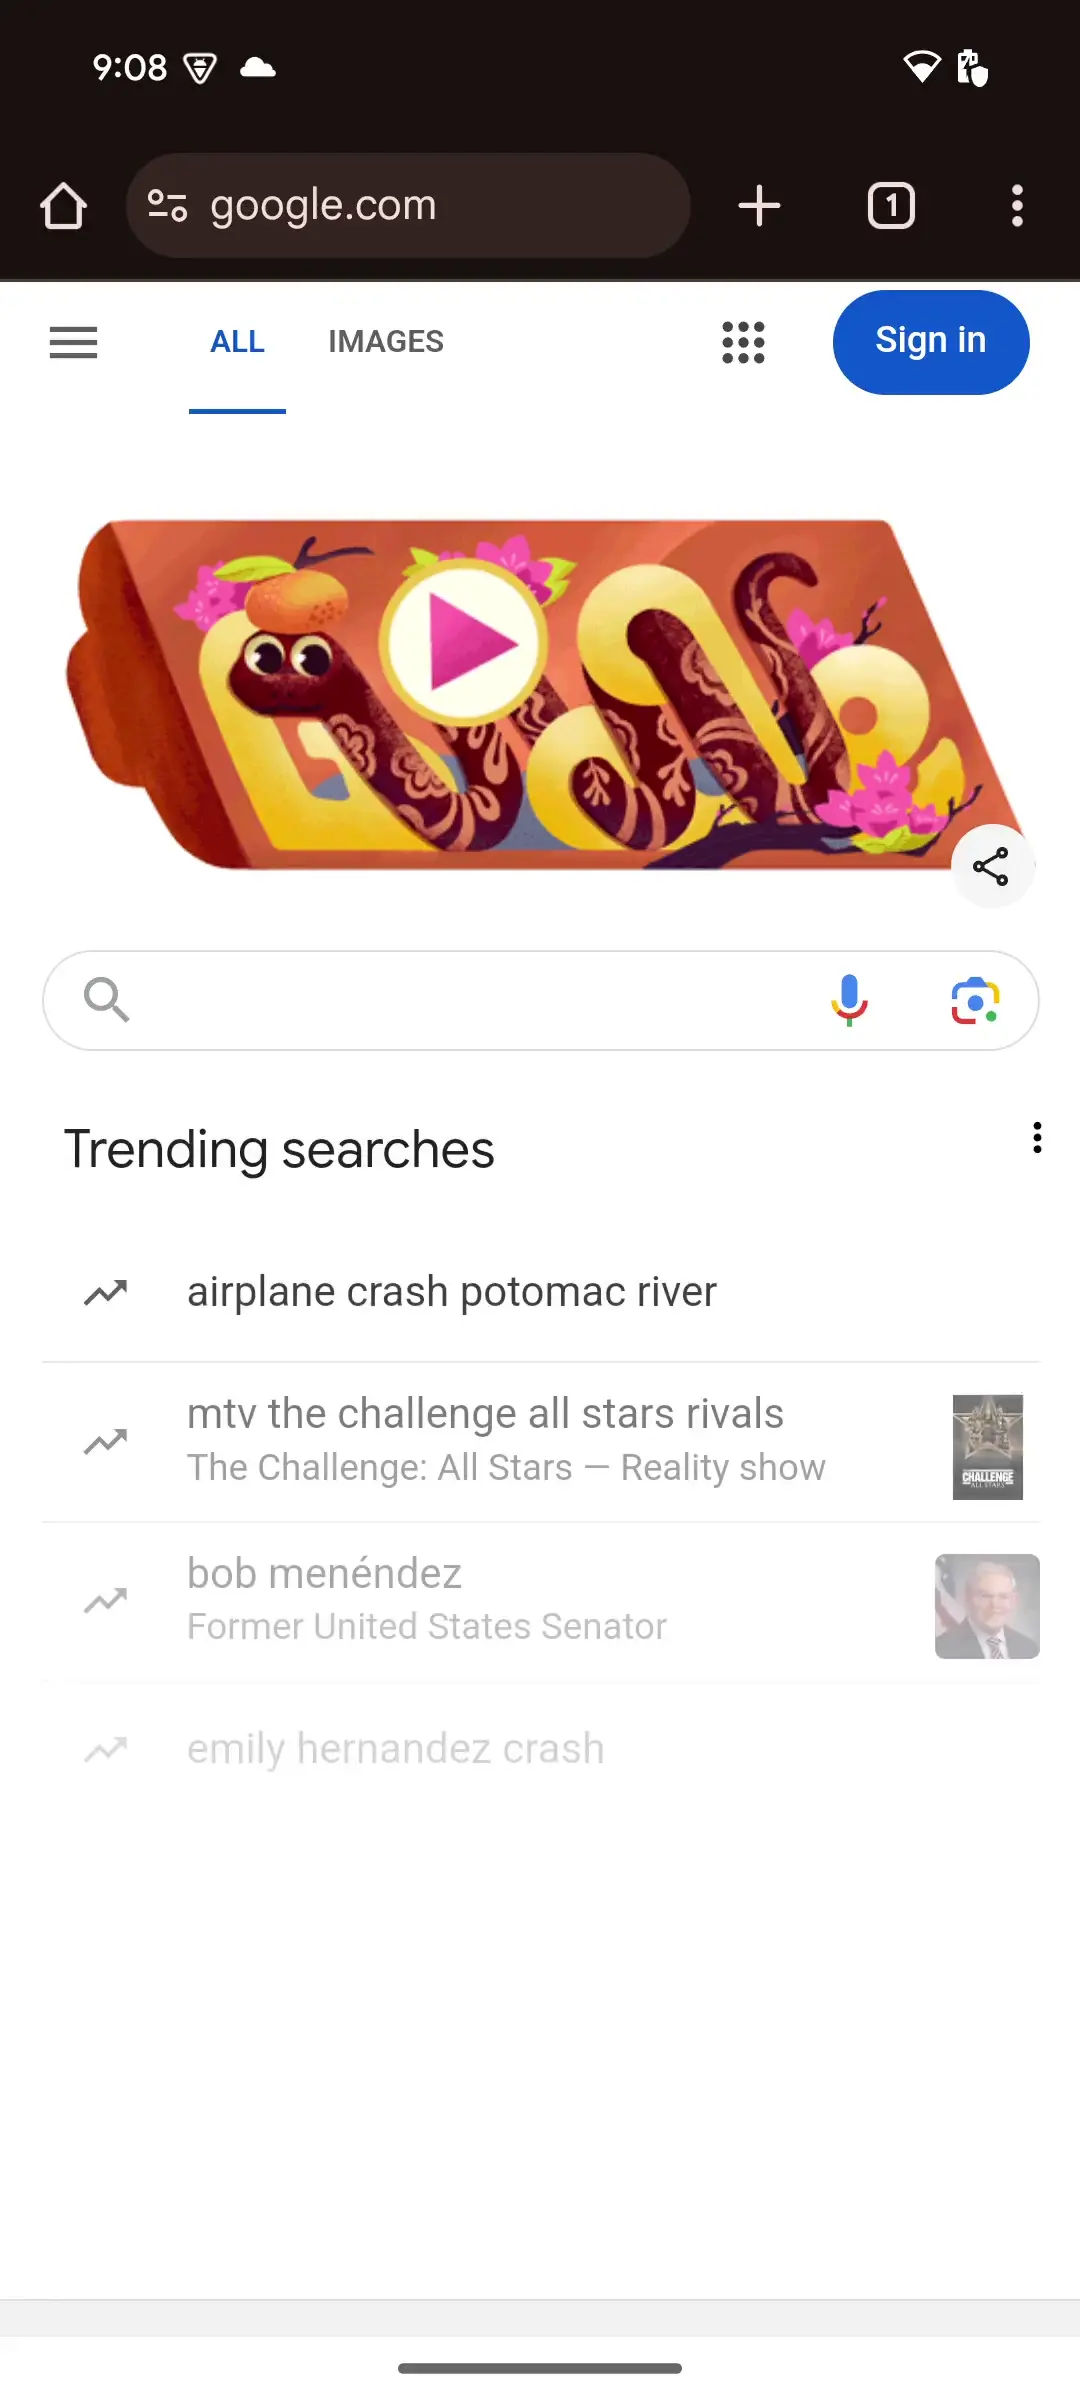 9:08
google.com
1
ALL
IMAGES
Sign in
Trending searches
airplane crash potomac river
mtv the challenge all stars rivals
The Challenge: All Stars — Reality show
CHALLENGE
ALL STARS
bob menéndez
Former United States Senator
emily hernandez crash